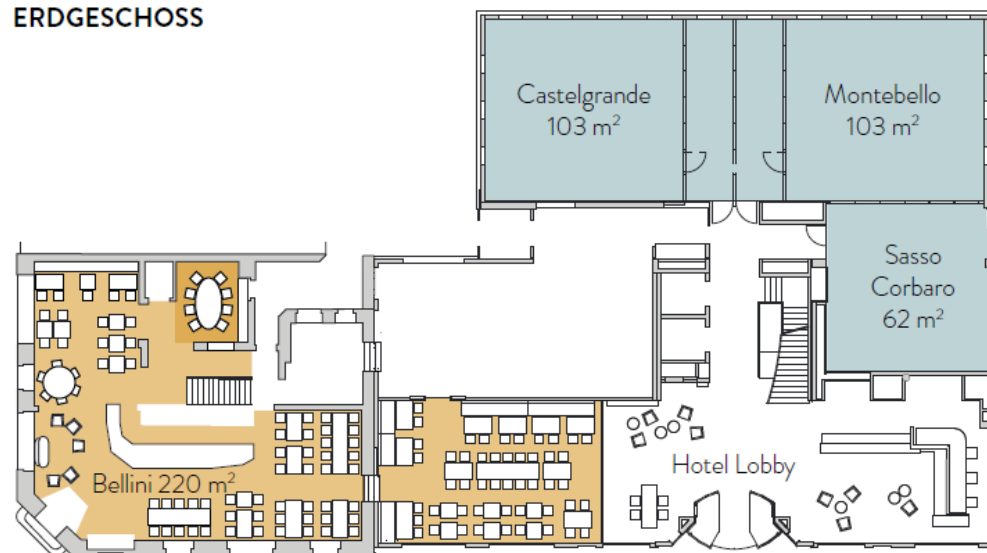 ERDGESCHOSS
Castelgrande
103 m²
Montebello
103 m²
Sasso
Corbaro
62 m²
Hotel Lobby
Bellini 220 m²